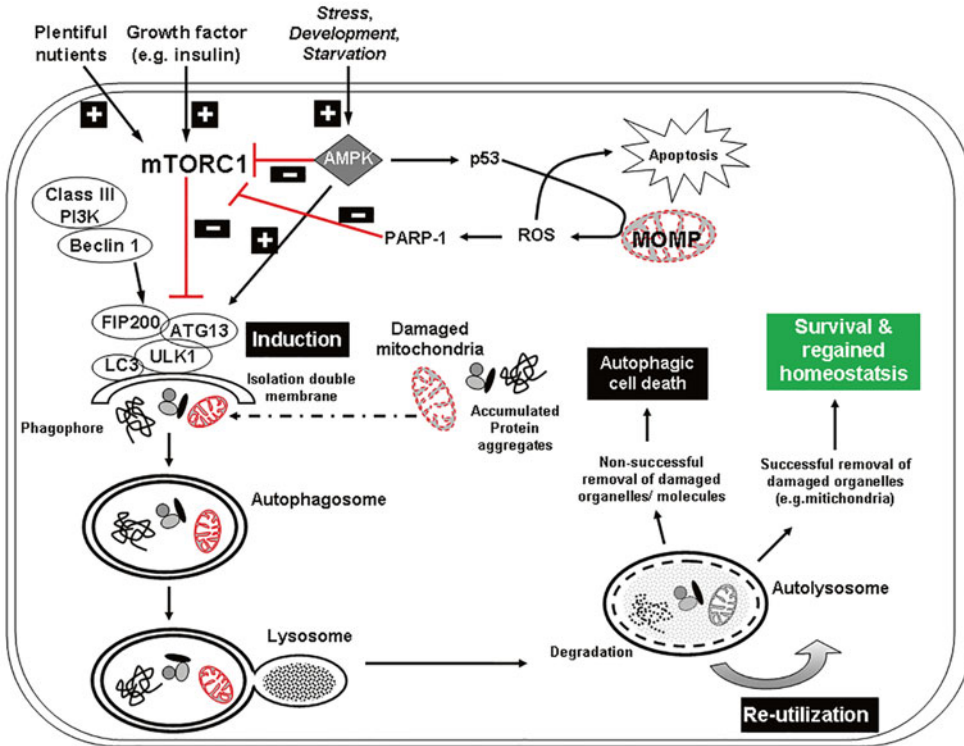 Plentiful
nutients
Growth factor
(e.g. insulin)
Stress,
Development,
Starvation
+
+
+
mTORC1
-
AMPK
p53
Apoptosis
Class III
PI3K
Beclin 1
-
+
-
PARP-1
ROS
MOMP
FIP200
ATG13
ULK1
LC3
Induction
Isolation double
membrane
Phagophore
Damaged
mitochondria
Accumulated
Protein
aggregates
Autophagic
cell death
Survival &
regained
homeostatsis
Non-successful
removal of damaged
organelles/ molecules
Successful removal of
damaged organelles
(e.g.mitichondria)
Autophagosome
Lysosome
Autolysosome
Degradation
Re-utilization